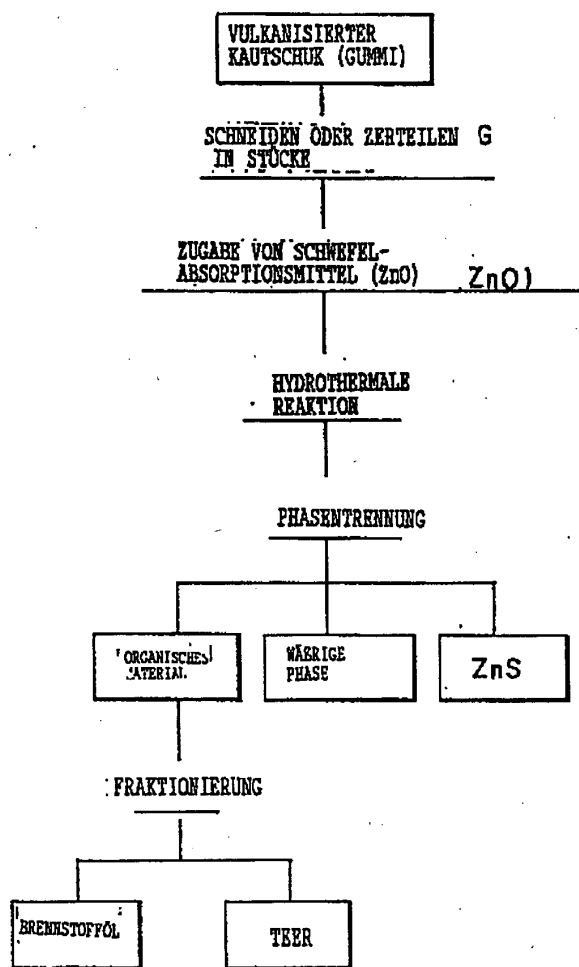 VULKANISIERTER
KAUTSCHUK (GUMMI)
SCHNEIDEN ODER ZERTEILEN G
IN STÜCKE
ZUGABE VON SCHWEFEL-
ABSORPTIONSMITTEL (ZnO) ZnO)
HYDROTHERMALE
REAKTION
PHASENTRENNUNG
ORGANISCHES
MATERIAL
WÄßRIGE
PHASE
ZnS
FRAKTIONIERUNG
BRENNSTOFFÖL
TEER